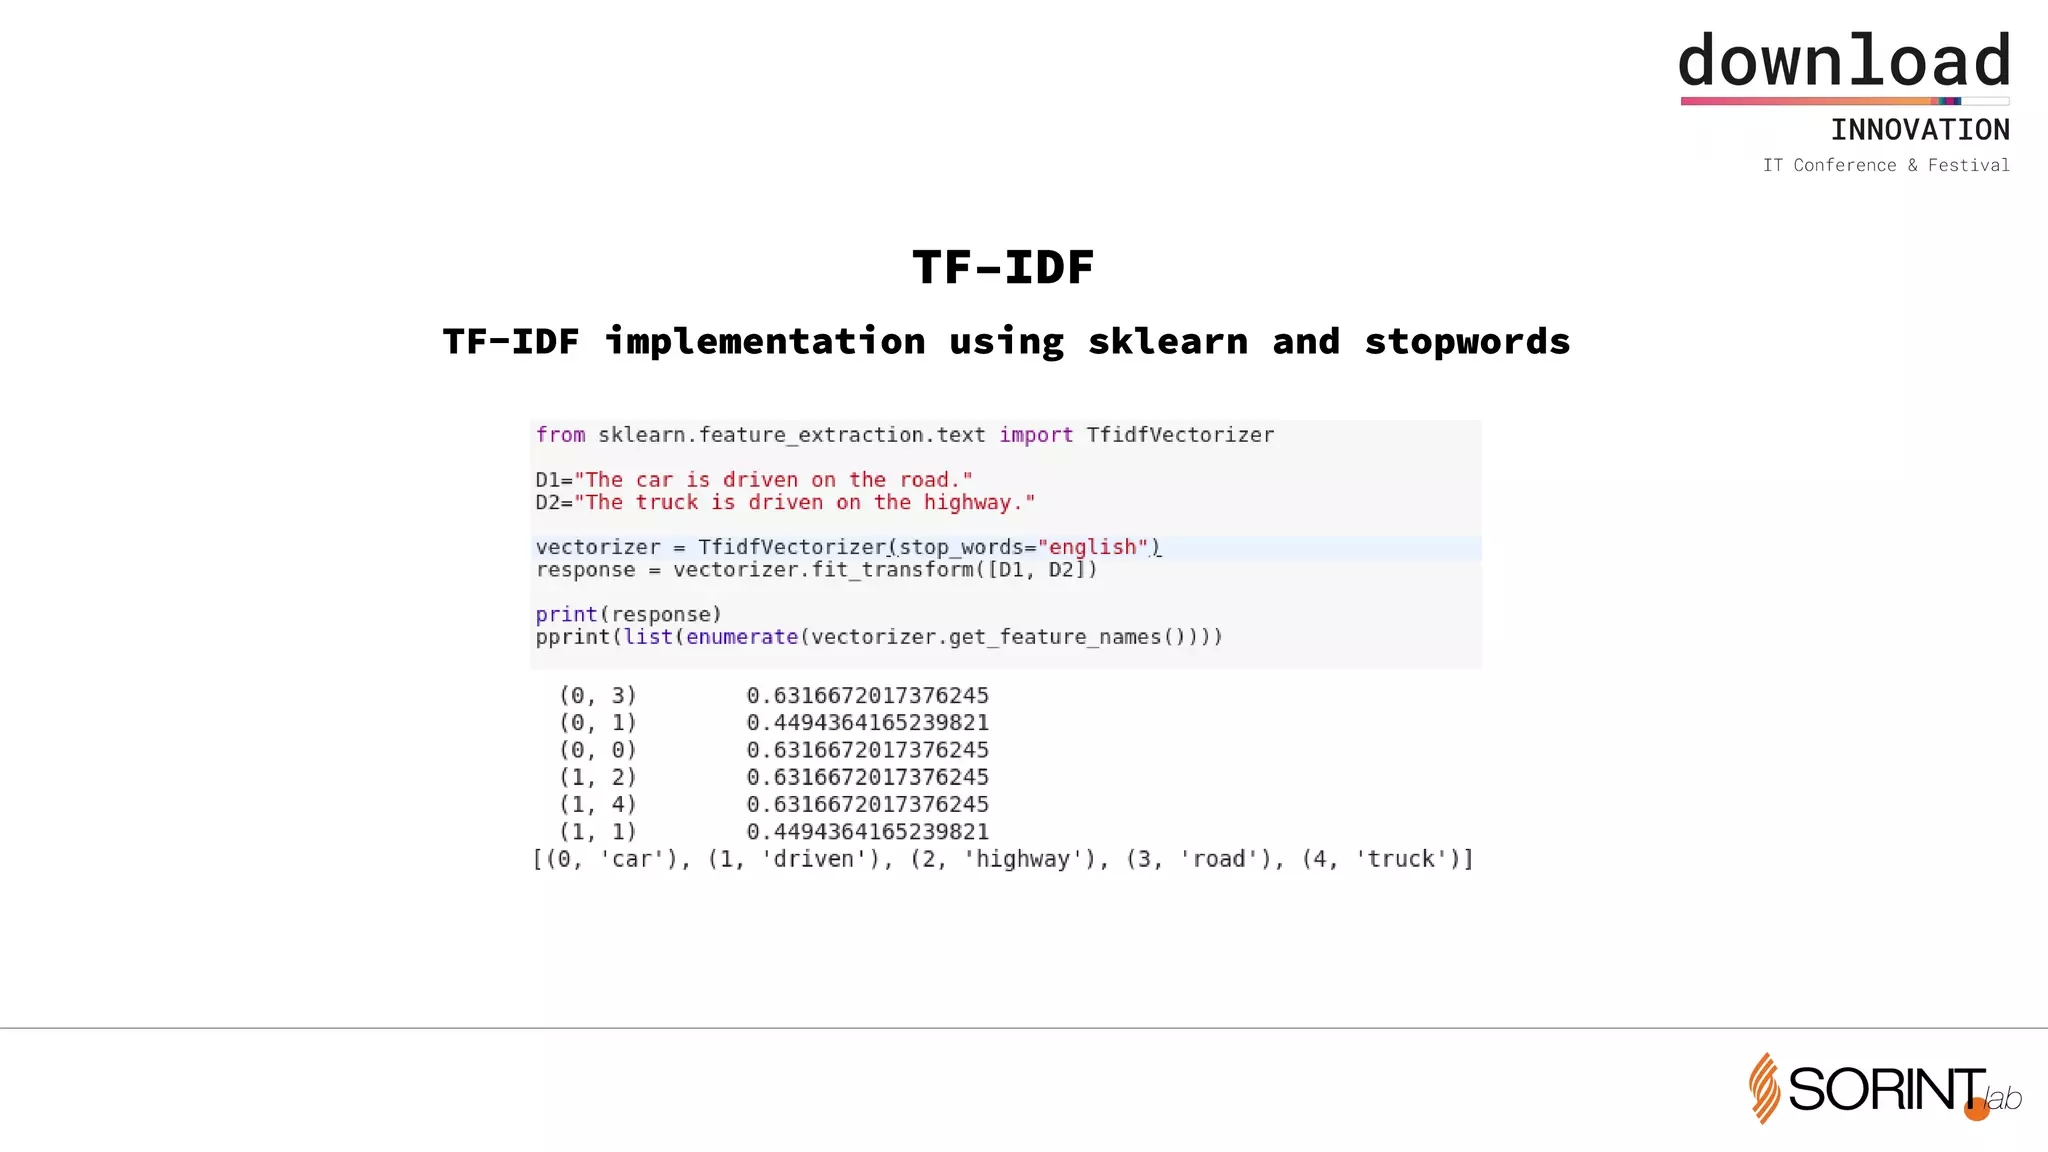 download
INNOVATION
IT Conference & Festival
TF-IDF
TF-IDF implementation using sklearn and stopwords
from sklearn.feature_extraction.text import TfidfVectorizer
D1="The car is driven on the road."
D2="The truck is driven on the highway."
vectorizer = TfidfVectorizer(stop_words="english")
response = vectorizer.fit_transform([D1, D2])
print(response)
pprint(list(enumerate(vectorizer.get_feature_names())))
(0, 3) 0.6316672017376245
(0, 1) 0.4494364165239821
(0, 0) 0.6316672017376245
(1, 2) 0.6316672017376245
(1, 4) 0.6316672017376245
(1, 1) 0.4494364165239821
[(0, 'car'), (1, 'driven'), (2, 'highway'), (3, 'road'), (4, 'truck')]
SORINT.lab